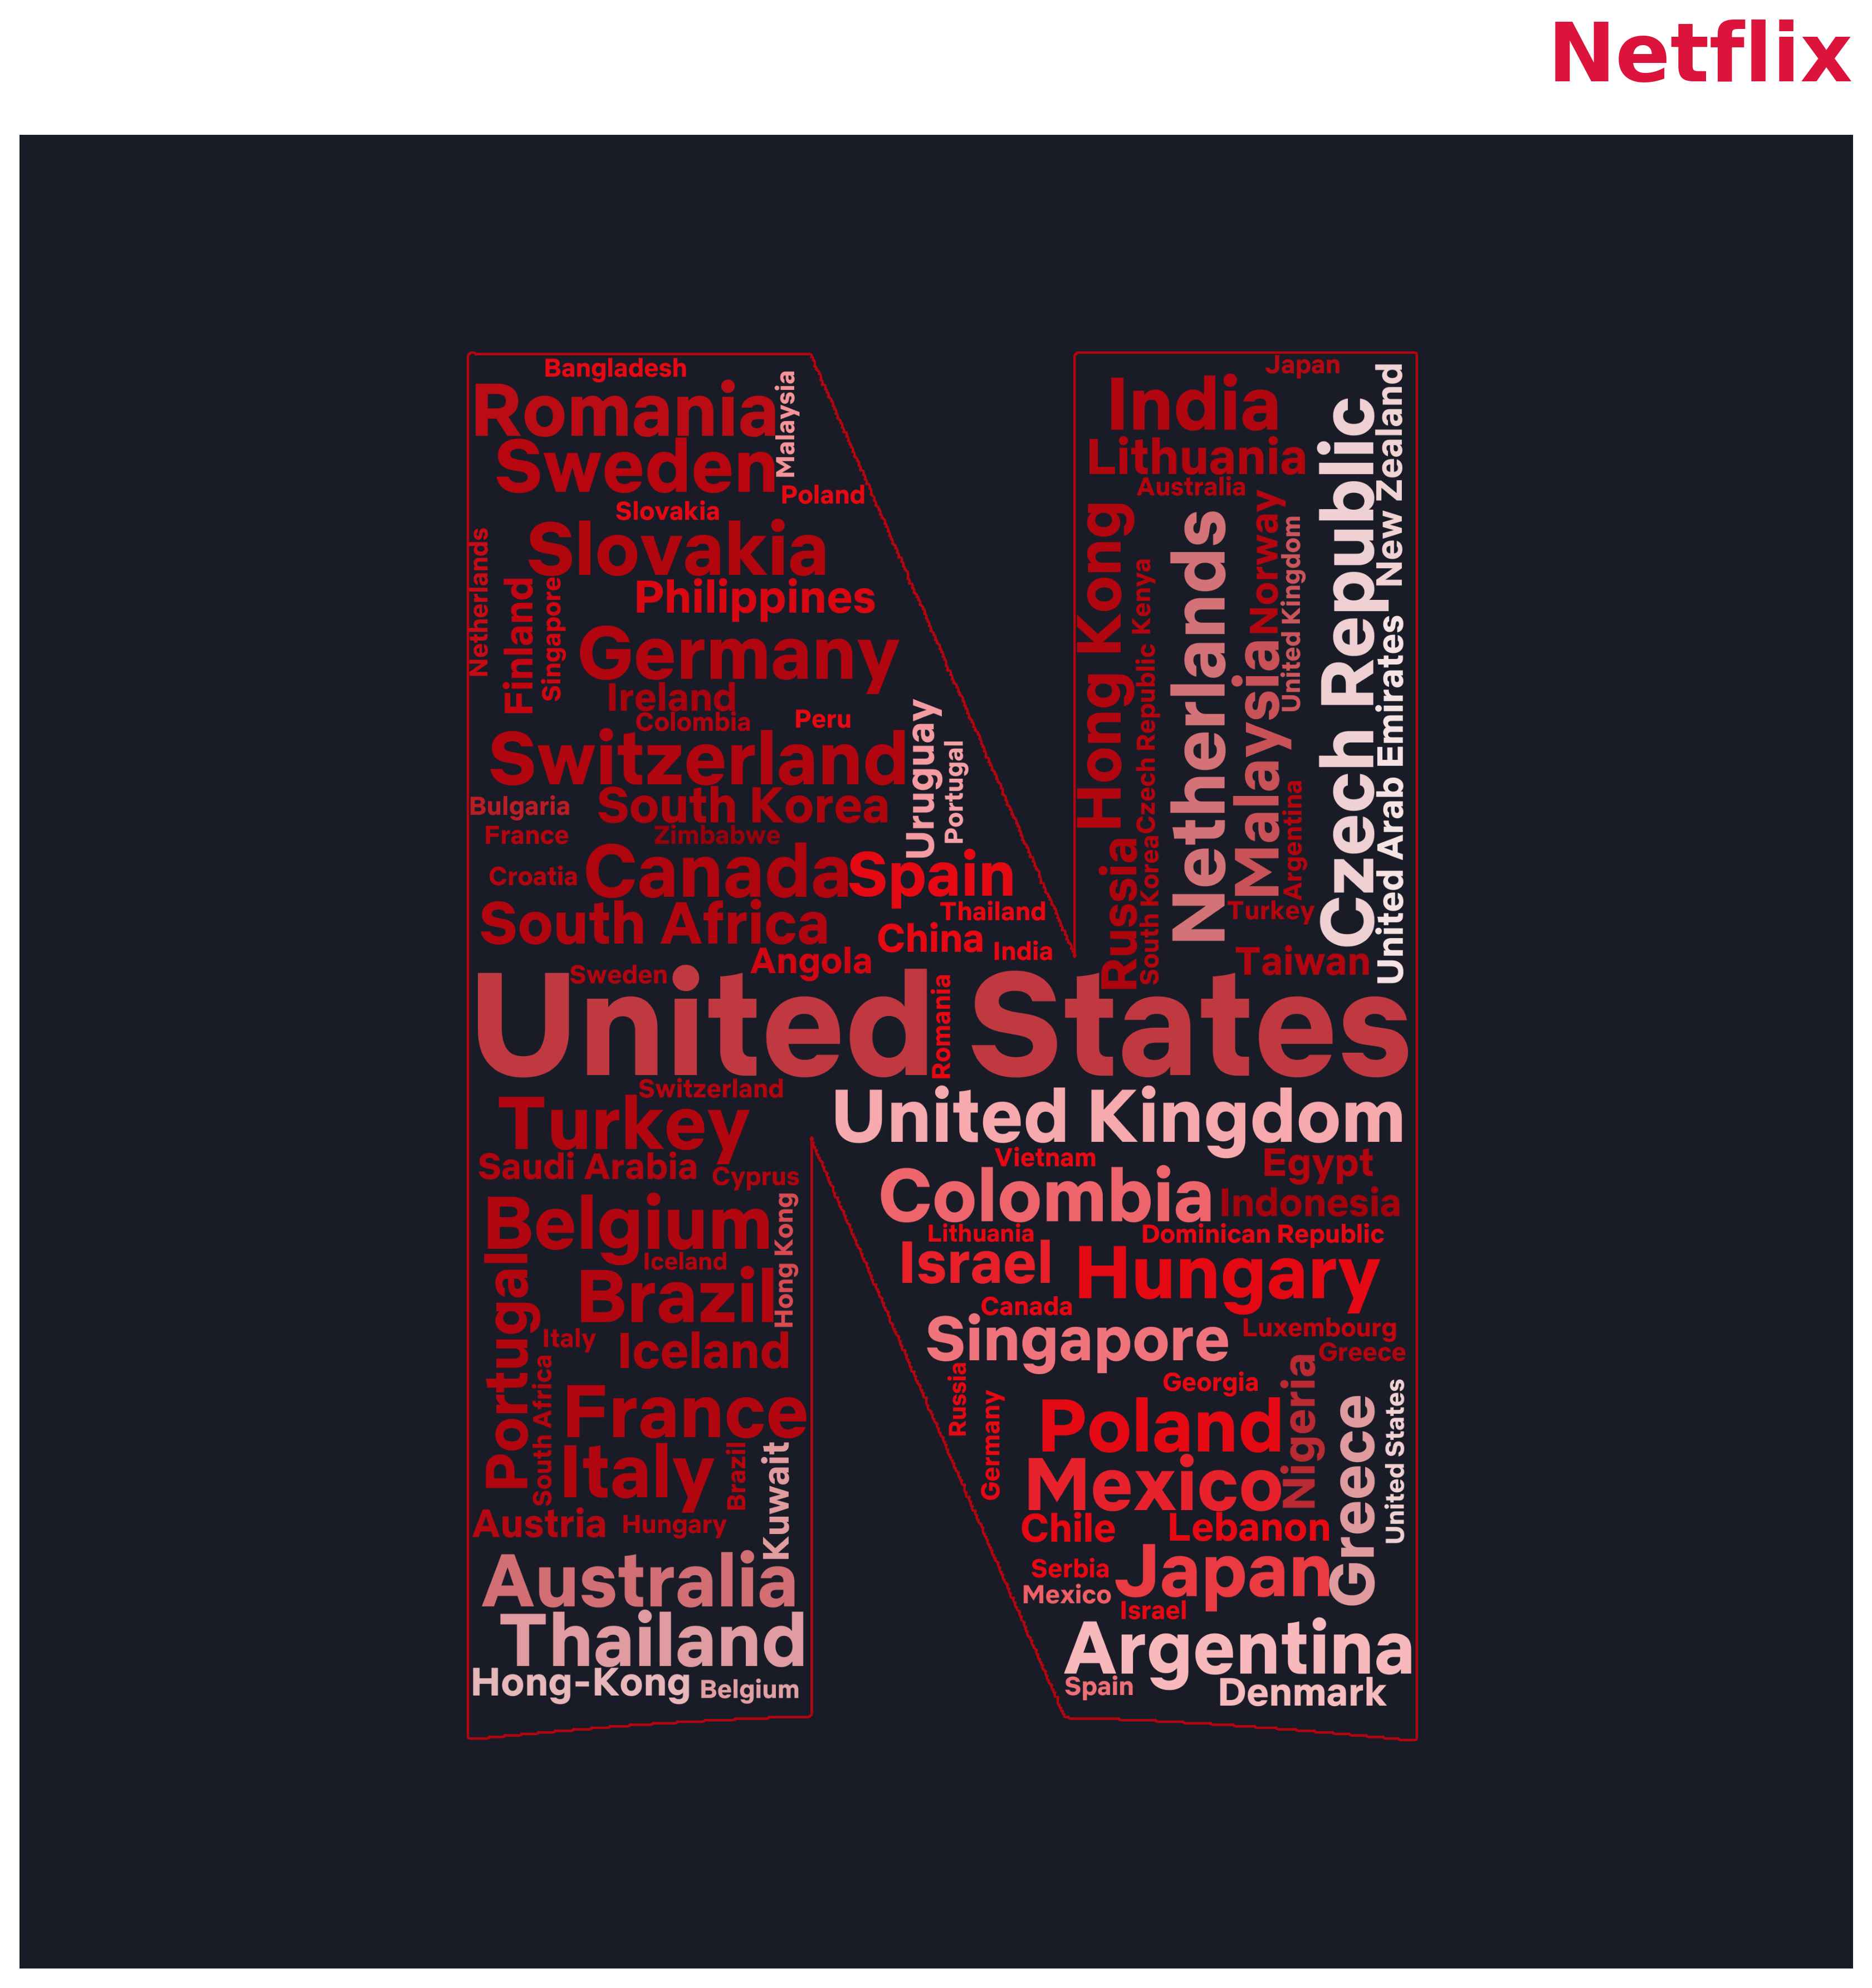 Netflix
Bangladesh
Romania
Malaysia
Sweden
Poland
Slovakia
Slovakia
Netherlands
Finland
Singapore
Philippines
Germany
Ireland
Colombia
Peru
Switzerland
Uruguay
Portugal
Bulgaria
South Korea
France
Zimbabwe
Croatia
Canada
Spain
South Africa
Thailand
China
India
Angola
Japan
India
Lithuania
Australia
Hong Kong
Kenya
Czech Republic
Netherlands
Norway
United Kingdom
Malaysia
Argentina
Czech Republic
New Zealand
United Arab Emirates
Russia
South Korea
Turkey
Taiwan
Sweden
United States
Romania
Switzerland
Turkey
Saudi Arabia
Cyprus
Belgium
Hong Kong
Iceland
Portugal
Brazil
Italy
Iceland
South Africa
France
Italy
Brazil
Kuwait
Austria
Hungary
Australia
Thailand
Hong-Kong
Belgium
United Kingdom
Vietnam
Egypt
Colombia
Indonesia
Lithuania
Dominican Republic
Israel
Hungary
Canada
Singapore
Luxembourg
Greece
Russia
Georgia
Germany
Poland
Nigeria
Greece
United States
Mexico
Chile
Lebanon
Serbia
Japan
Mexico
Israel
Argentina
Spain
Denmark